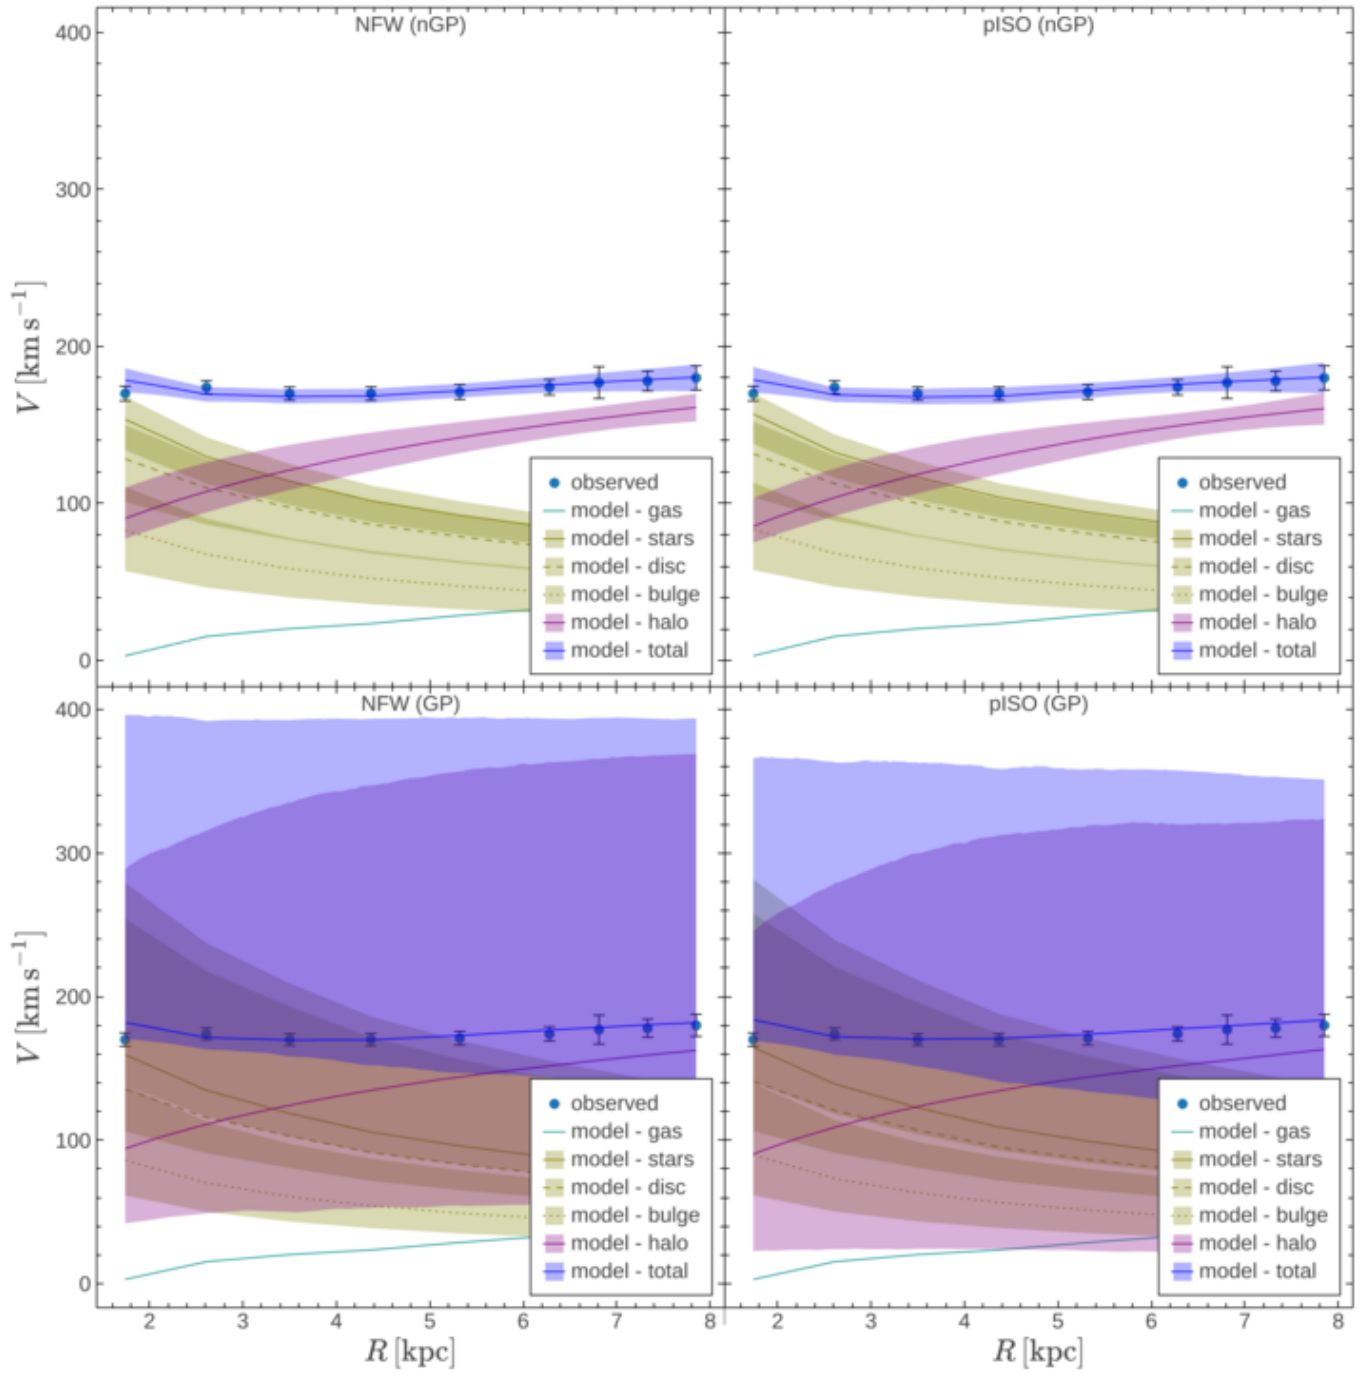 NFW (nGP)
pISO (nGP)
400
300
200
100
0
V [km s⁻¹]
observed
model - gas
model - stars
model - disc
model - bulge
model - halo
model - total
observed
model - gas
model - stars
model - disc
model - bulge
model - halo
model - total
NFW (GP)
pISO (GP)
400
300
200
100
0
V [km s⁻¹]
observed
model - gas
model - stars
model - disc
model - bulge
model - halo
model - total
observed
model - gas
model - stars
model - disc
model - bulge
model - halo
model - total
2 3 4 5 6 7 8
2 3 4 5 6 7 8
R [kpc]
R [kpc]